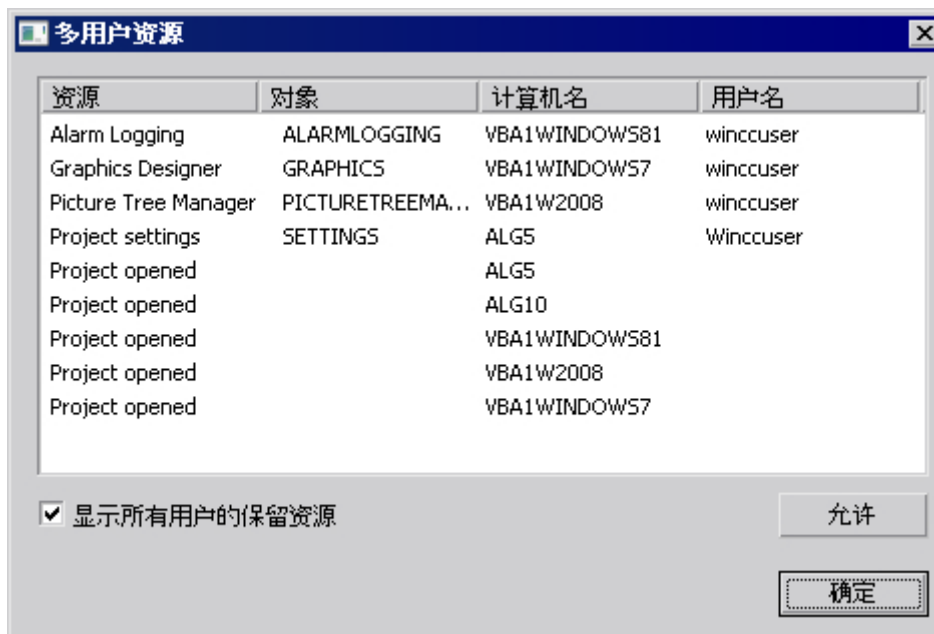 多用户资源
资源 对象 计算机名 用户名
Alarm Logging ALARMLOGGING VBA1WINDOWS81 winccuser
Graphics Designer GRAPHICS VBA1WINDOWS7 winccuser
Picture Tree Manager PICTURETREEMA... VBA1W2008 winccuser
Project settings SETTINGS ALG5 Winccuser
Project opened ALG5
Project opened ALG10
Project opened VBA1WINDOWS81
Project opened VBA1W2008
Project opened VBA1WINDOWS7
显示所有用户的保留资源 允许
确定